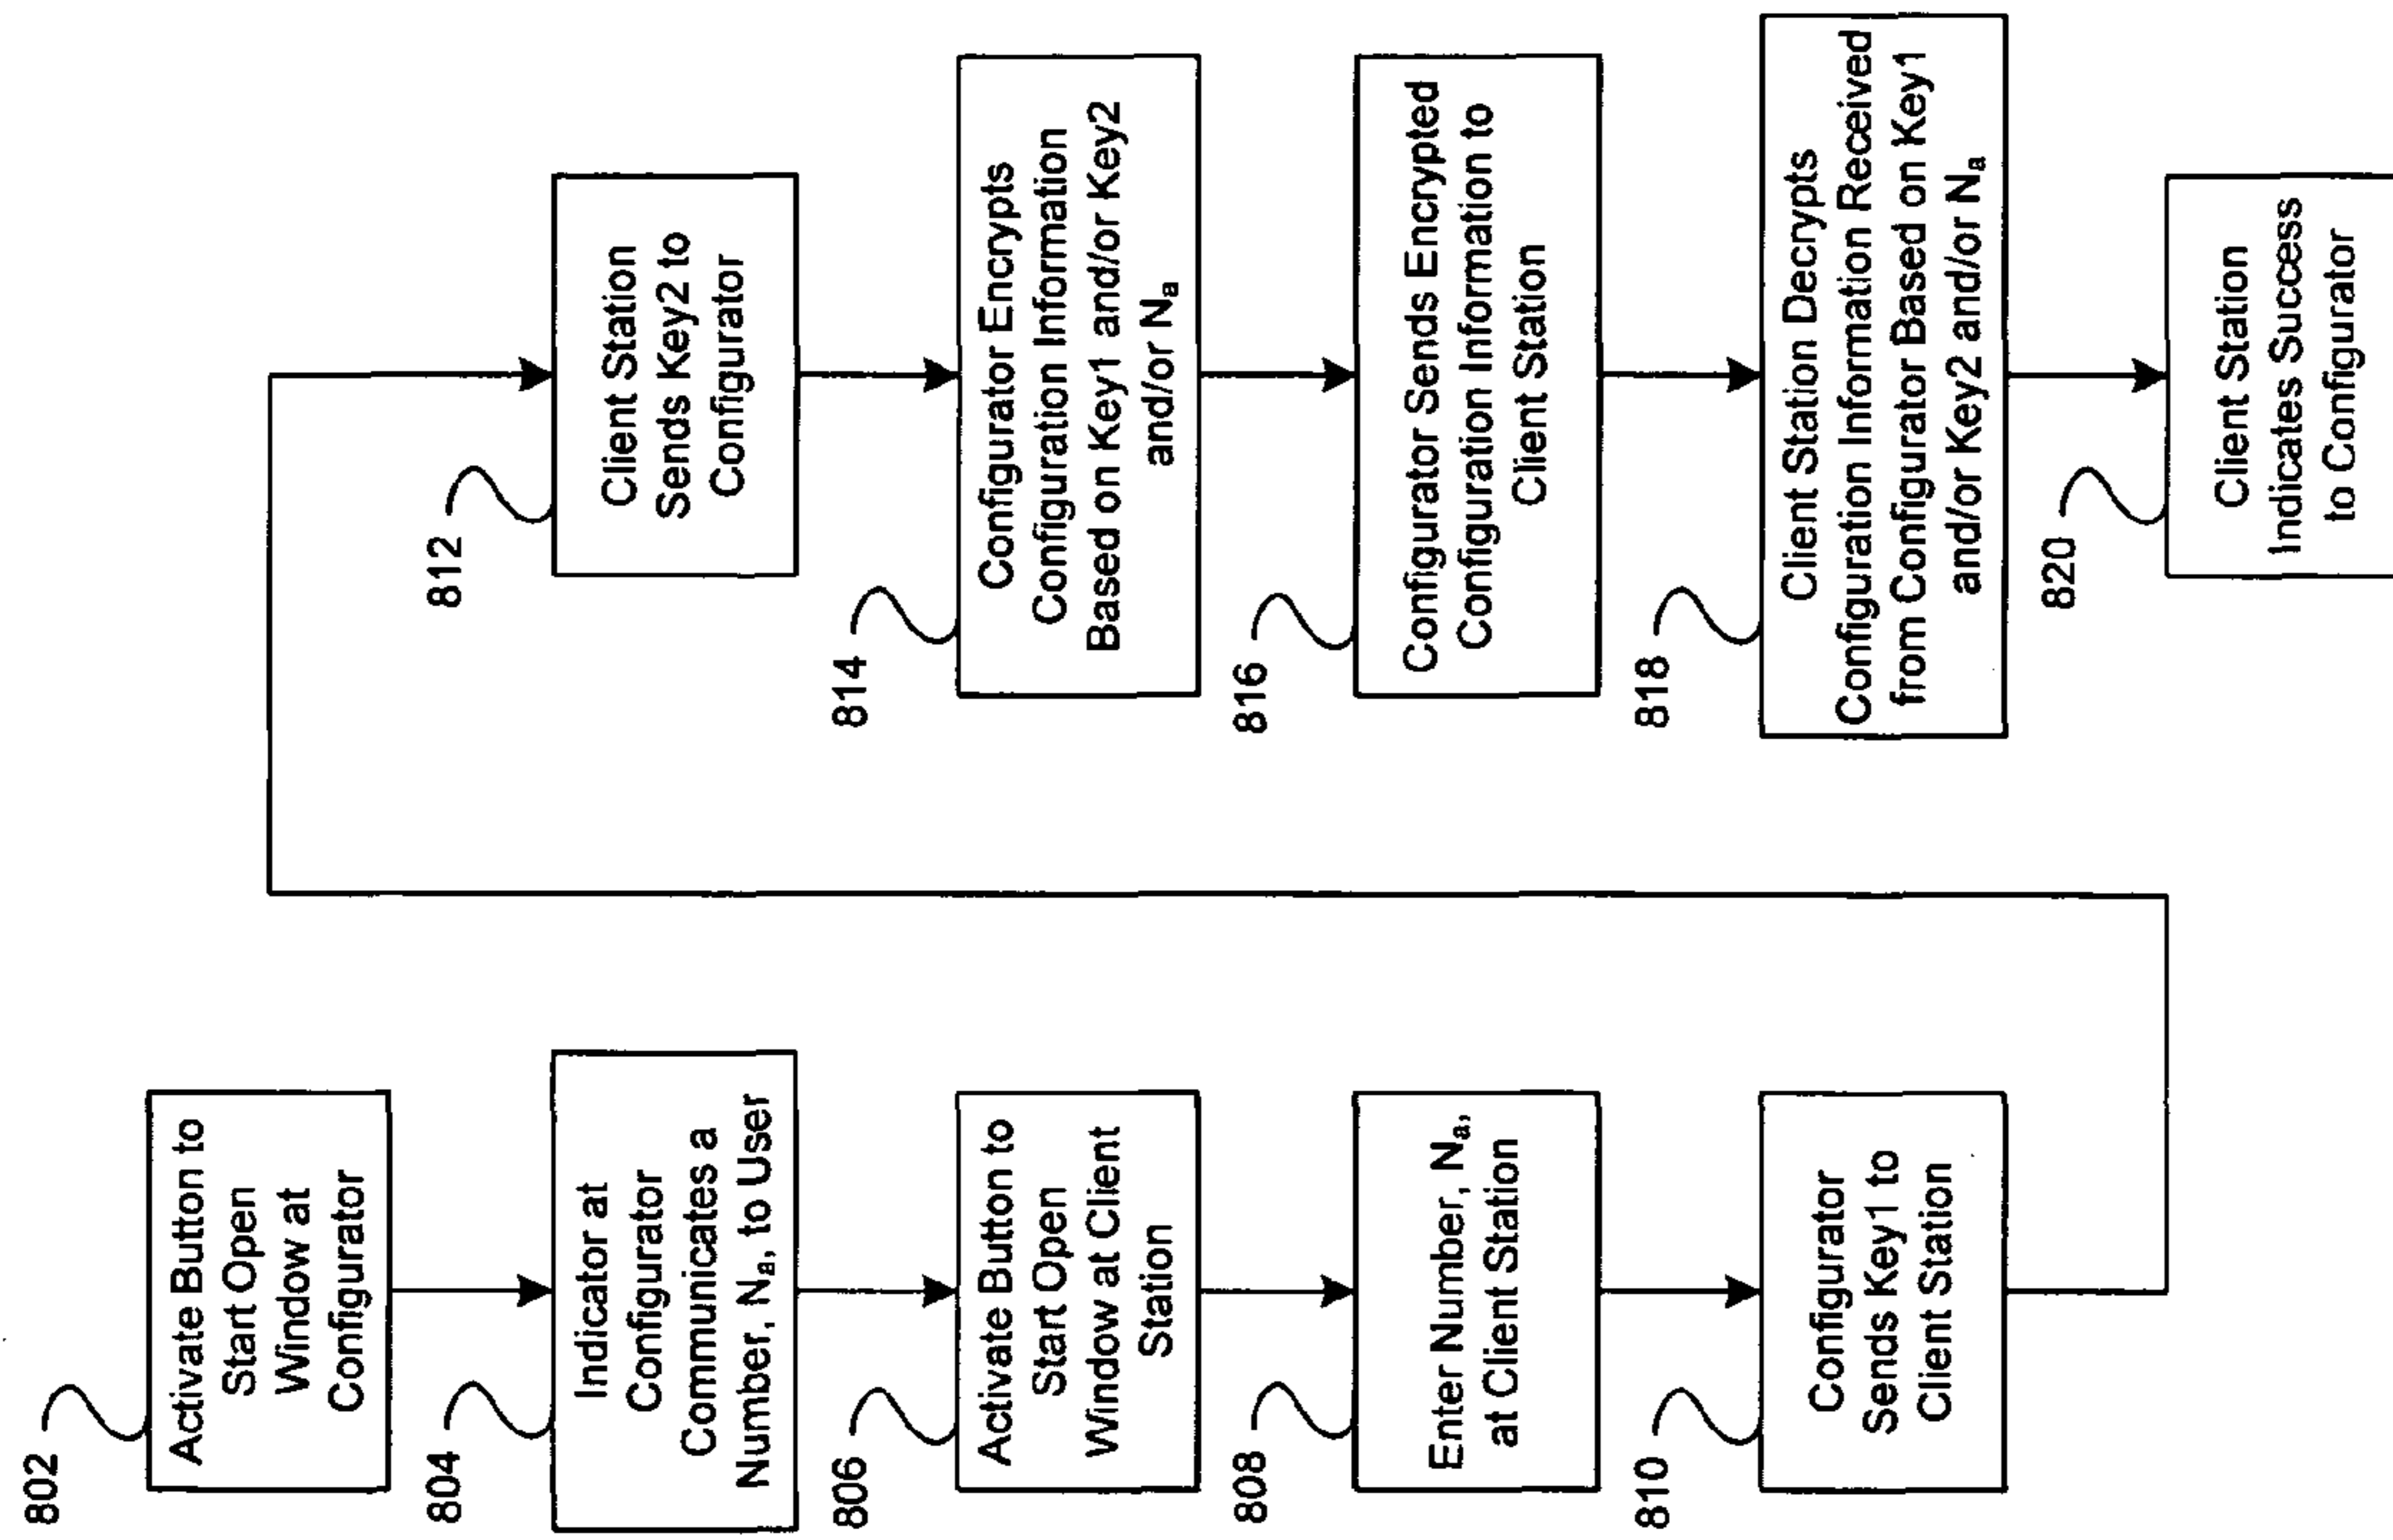 802
Activate Button to
Start Open
Window at
Configurator
804
Indicator at
Configurator
Communicates a
Number, Nₐ, to User
806
Activate Button to
Start Open
Window at Client
Station
808
Enter Number, Nₐ,
at Client Station
810
Configurator
Sends Key1 to
Client Station
812
Client Station
Sends Key2 to
Configurator
814
Configurator Encrypts
Configuration Information
Based on Key1 and/or Key2
and/or Nₐ
816
Configurator Sends Encrypted
Configuration Information to
Client Station
818
Client Station Decrypts
Configuration Information Received
from Configurator Based on Key1
and/or Key2 and/or Nₐ
820
Client Station
Indicates Success
to Configurator